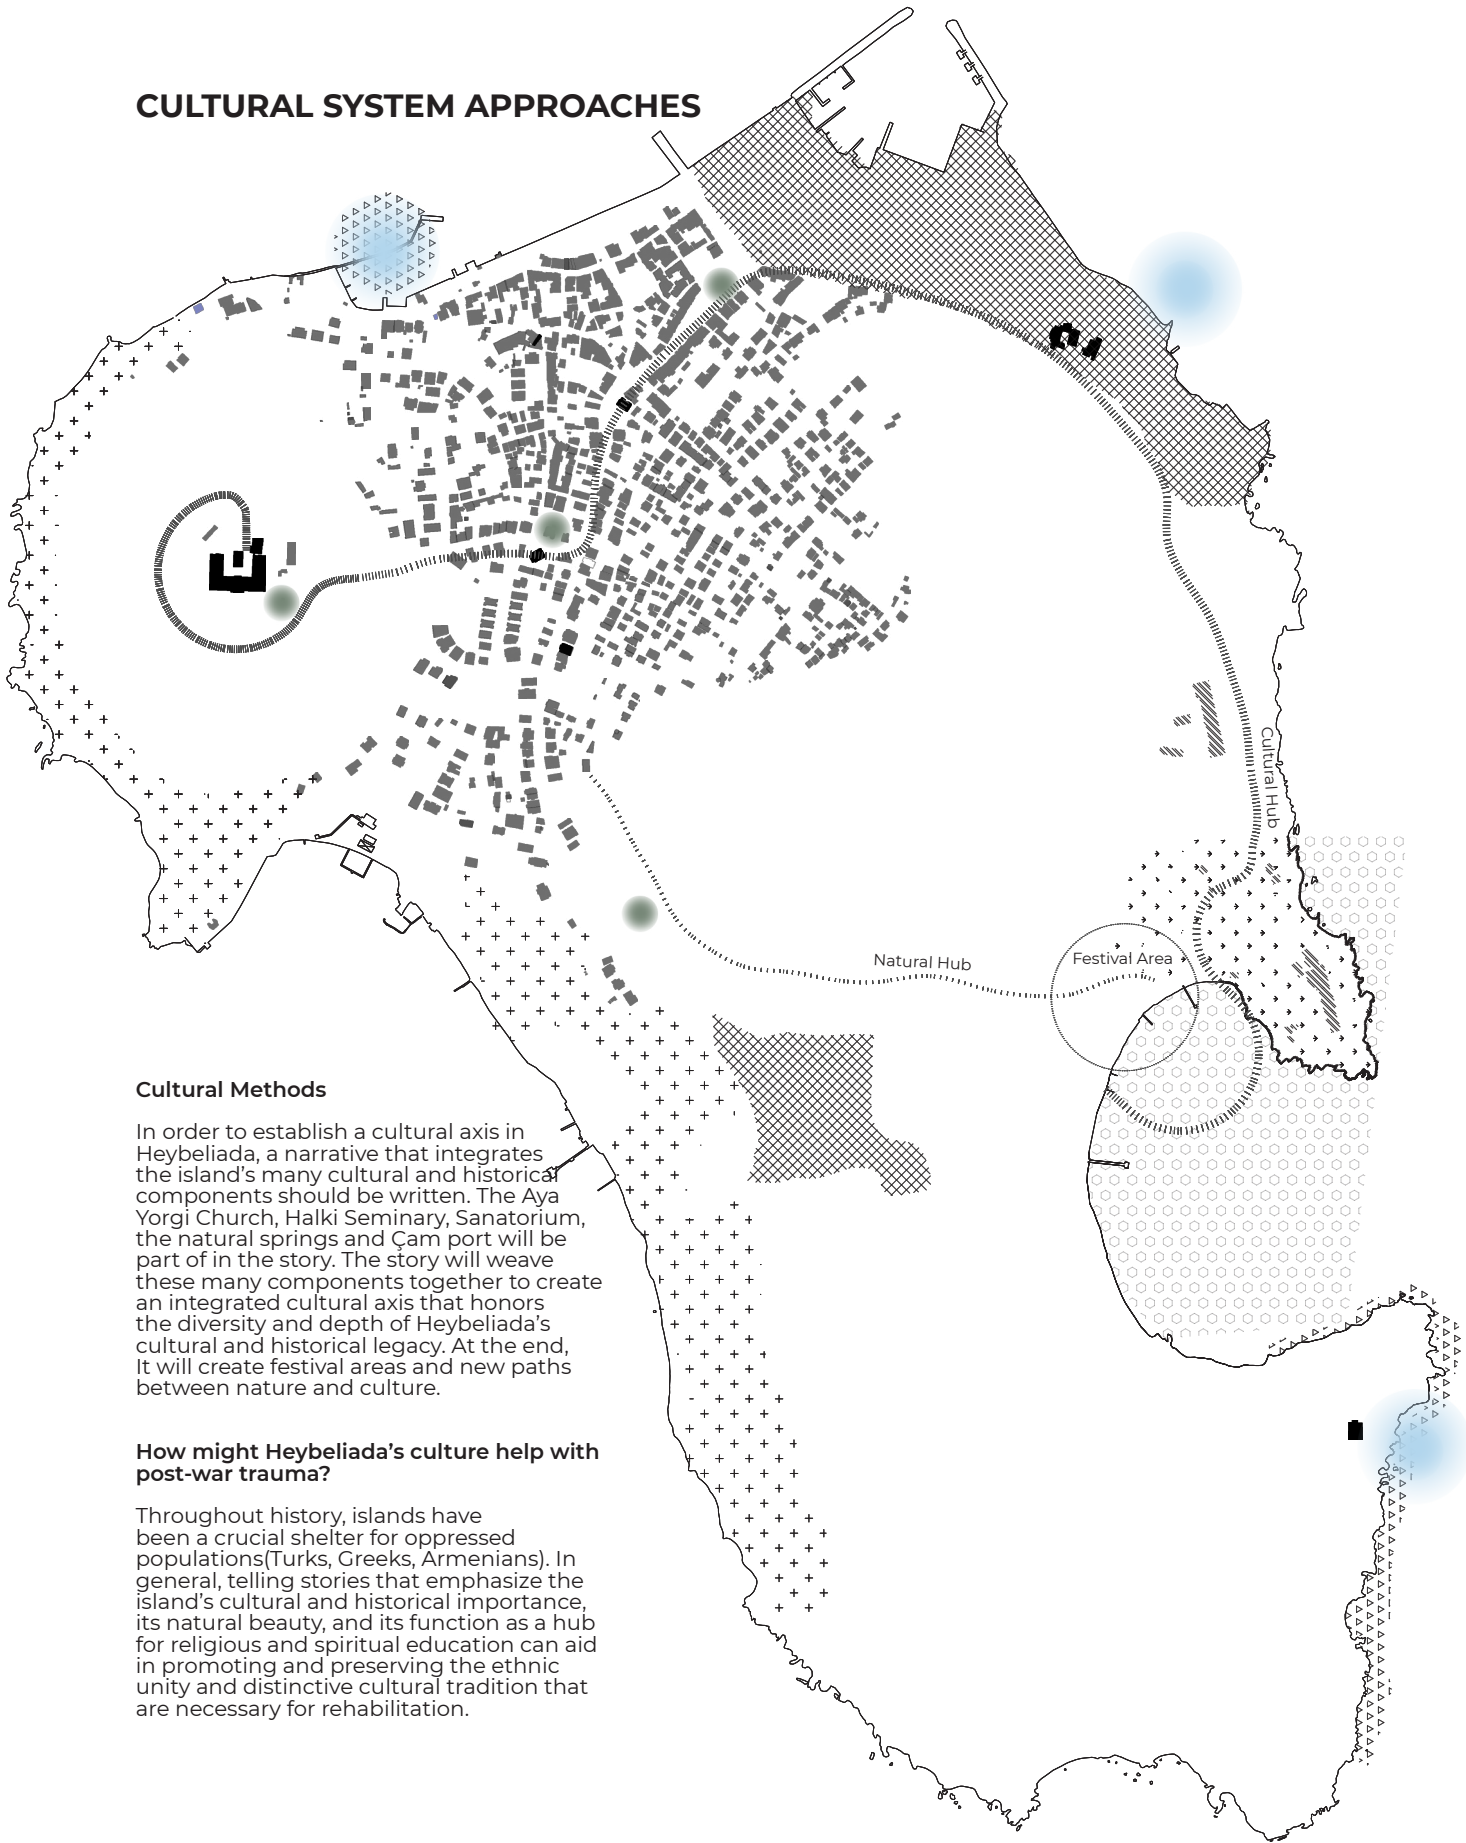 CULTURAL SYSTEM APPROACHES
Cultural Hub
Natural Hub
Festival Area
Cultural Methods
In order to establish a cultural axis in
Heybeliada, a narrative that integrates
the island's many cultural and historical
components should be written. The Aya
Yorgi Church, Halki Seminary, Sanatorium,
the natural springs and Çam port will be
part of in the story. The story will weave
these many components together to create
an integrated cultural axis that honors
the diversity and depth of Heybeliada's
cultural and historical legacy. At the end,
It will create festival areas and new paths
between nature and culture.
How might Heybeliada's culture help with
post-war trauma?
Throughout history, islands have
been a crucial shelter for oppressed
populations(Turks, Greeks, Armenians). In
general, telling stories that emphasize the
island's cultural and historical importance,
its natural beauty, and its function as a hub
for religious and spiritual education can aid
in promoting and preserving the ethnic
unity and distinctive cultural tradition that
are necessary for rehabilitation.